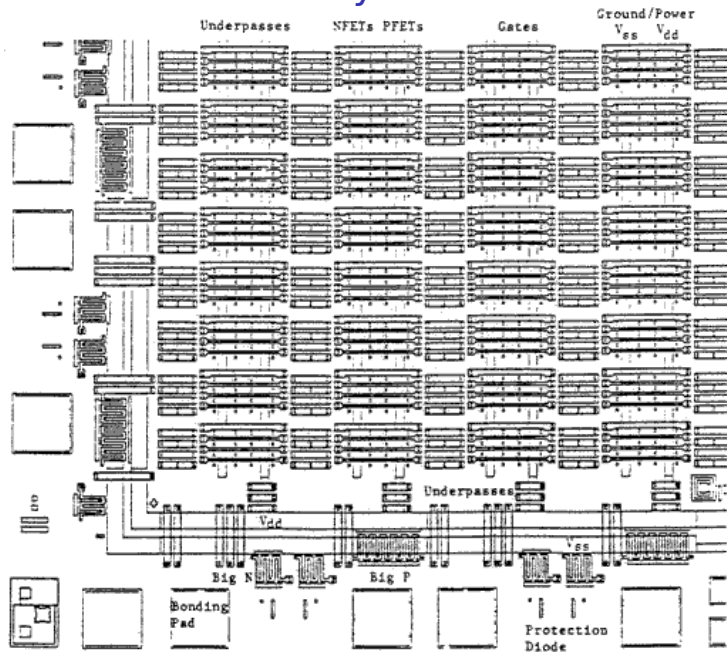 Underpasses NFETs PFETs Gates Ground/Power
Vss Vdd
Underpasses
Vdd
Vss
Big N Big P
Bonding
Pad
Protection
Diode